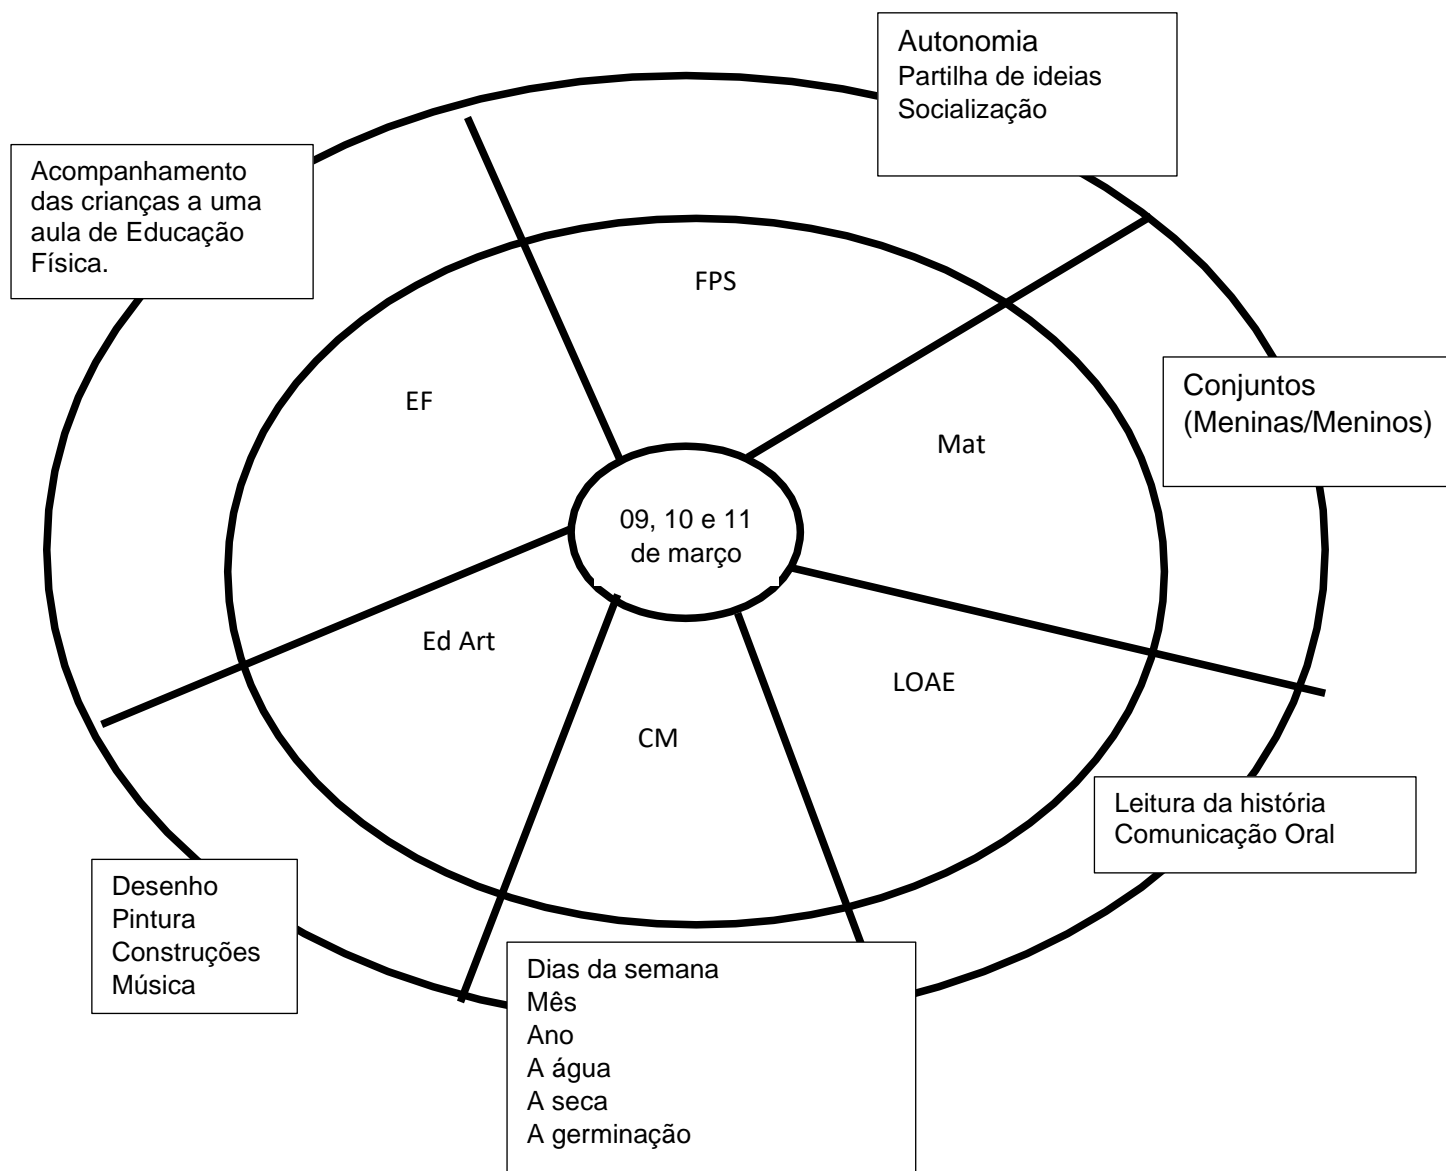 Autonomia
Partilha de ideias
Socialização
Acompanhamento
das crianças a uma
aula de Educação
Física.
FPS
EF
Conjuntos
(Meninas/Meninos)
Mat
09, 10 e 11
de março
Ed Art
LOAE
CM
Leitura da história
Comunicação Oral
Desenho
Pintura
Construções
Música
Dias da semana
Mês
Ano
A água
A seca
A germinação